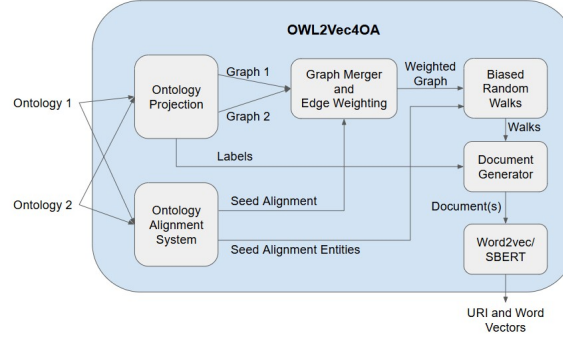 OWL2Vec4OA
Ontology 1
Ontology 2
Ontology
Projection
Graph 1
Graph 2
Graph Merger
and
Edge Weighting
Weighted
Graph
Biased
Random
Walks
Walks
Labels
Document
Generator
Ontology
Alignment
System
Seed Alignment
Seed Alignment Entities
Document(s)
Word2vec/
SBERT
URI and Word
Vectors